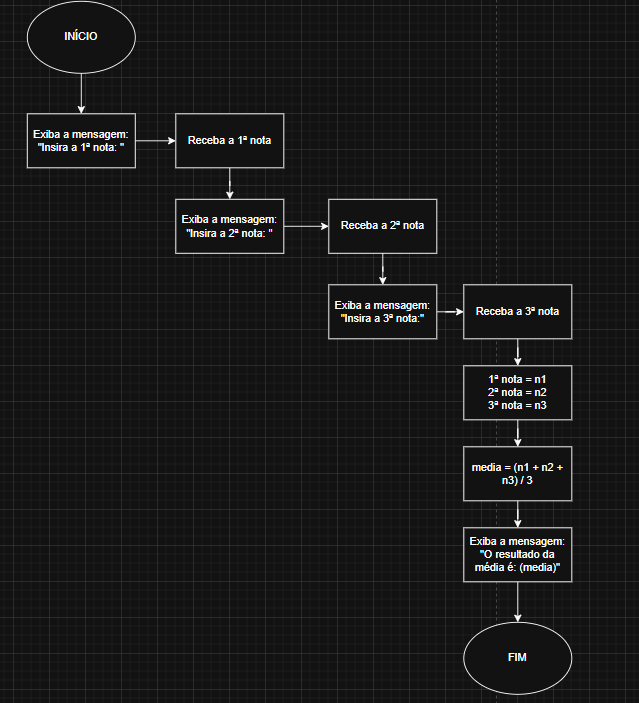 INÍCIO
Exiba a mensagem:
"Insira a 1ª nota: "
Receba a 1ª nota
Exiba a mensagem:
"Insira a 2ª nota: "
Receba a 2ª nota
Exiba a mensagem:
"Insira a 3ª nota:"
Receba a 3ª nota
1ª nota = n1
2ª nota = n2
3ª nota = n3
media = (n1 + n2 +
n3) / 3
Exiba a mensagem:
"O resultado da
média é: (media)"
FIM